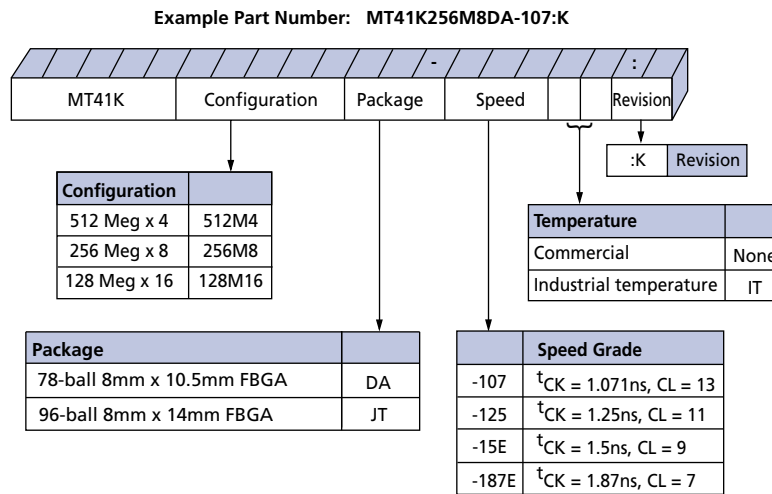 Example Part Number: MT41K256M8DA-107:K
- :
MT41K Configuration Package Speed Revision
:K Revision
Configuration
512 Meg x 4 512M4
256 Meg x 8 256M8
128 Meg x 16 128M16
Temperature
Commercial None
Industrial temperature IT
Package
78-ball 8mm x 10.5mm FBGA DA
96-ball 8mm x 14mm FBGA JT
Speed Grade
-107 tCK = 1.071ns, CL = 13
-125 tCK = 1.25ns, CL = 11
-15E tCK = 1.5ns, CL = 9
-187E tCK = 1.87ns, CL = 7